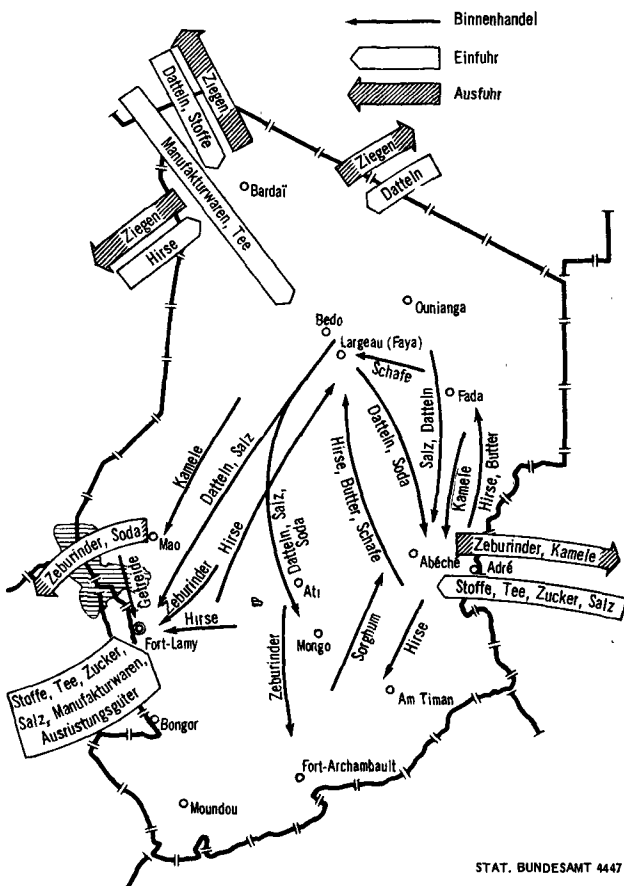 Binnenhandel
Einfuhr
Ausfuhr
Ziegen
Datteln, Stoffe
Manufakturwaren, Tee
Bardaï
Ziegen
Datteln
Ziegen
Hirse
Ounianga
Bedo
Largeau (Faya)
Schafe
Fada
Kamele
Datteln, Salz
Hirse
Zeburinder
Datteln, Salz,
Soda
Hirse, Butter, Schafe
Datteln, Soda
Salz, Datteln
Kamele
Hirse, Butter
Zeburinder, Soda
Mao
Getreide
Fort-Lamy
Hirse
Ati
Mongo
Zeburinder
Sorghum
Abéché
Zeburinder, Kamele
Adré
Stoffe, Tee, Zucker, Salz
Hirse
Am Timan
Stoffe, Tee, Zucker,
Salz, Manufakturwaren,
Ausrüstungsgüter
Bongor
Fort-Archambault
Moundou
STAT. BUNDESAMT 4447